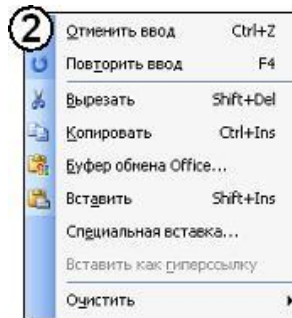 2
Отменить ввод Ctrl+Z
Повторить ввод F4
Вырезать Shift+Del
Копировать Ctrl+Ins
Буфер обмена Office...
Вставить Shift+Ins
Специальная вставка...
Вставить как гиперссылку
Очистить